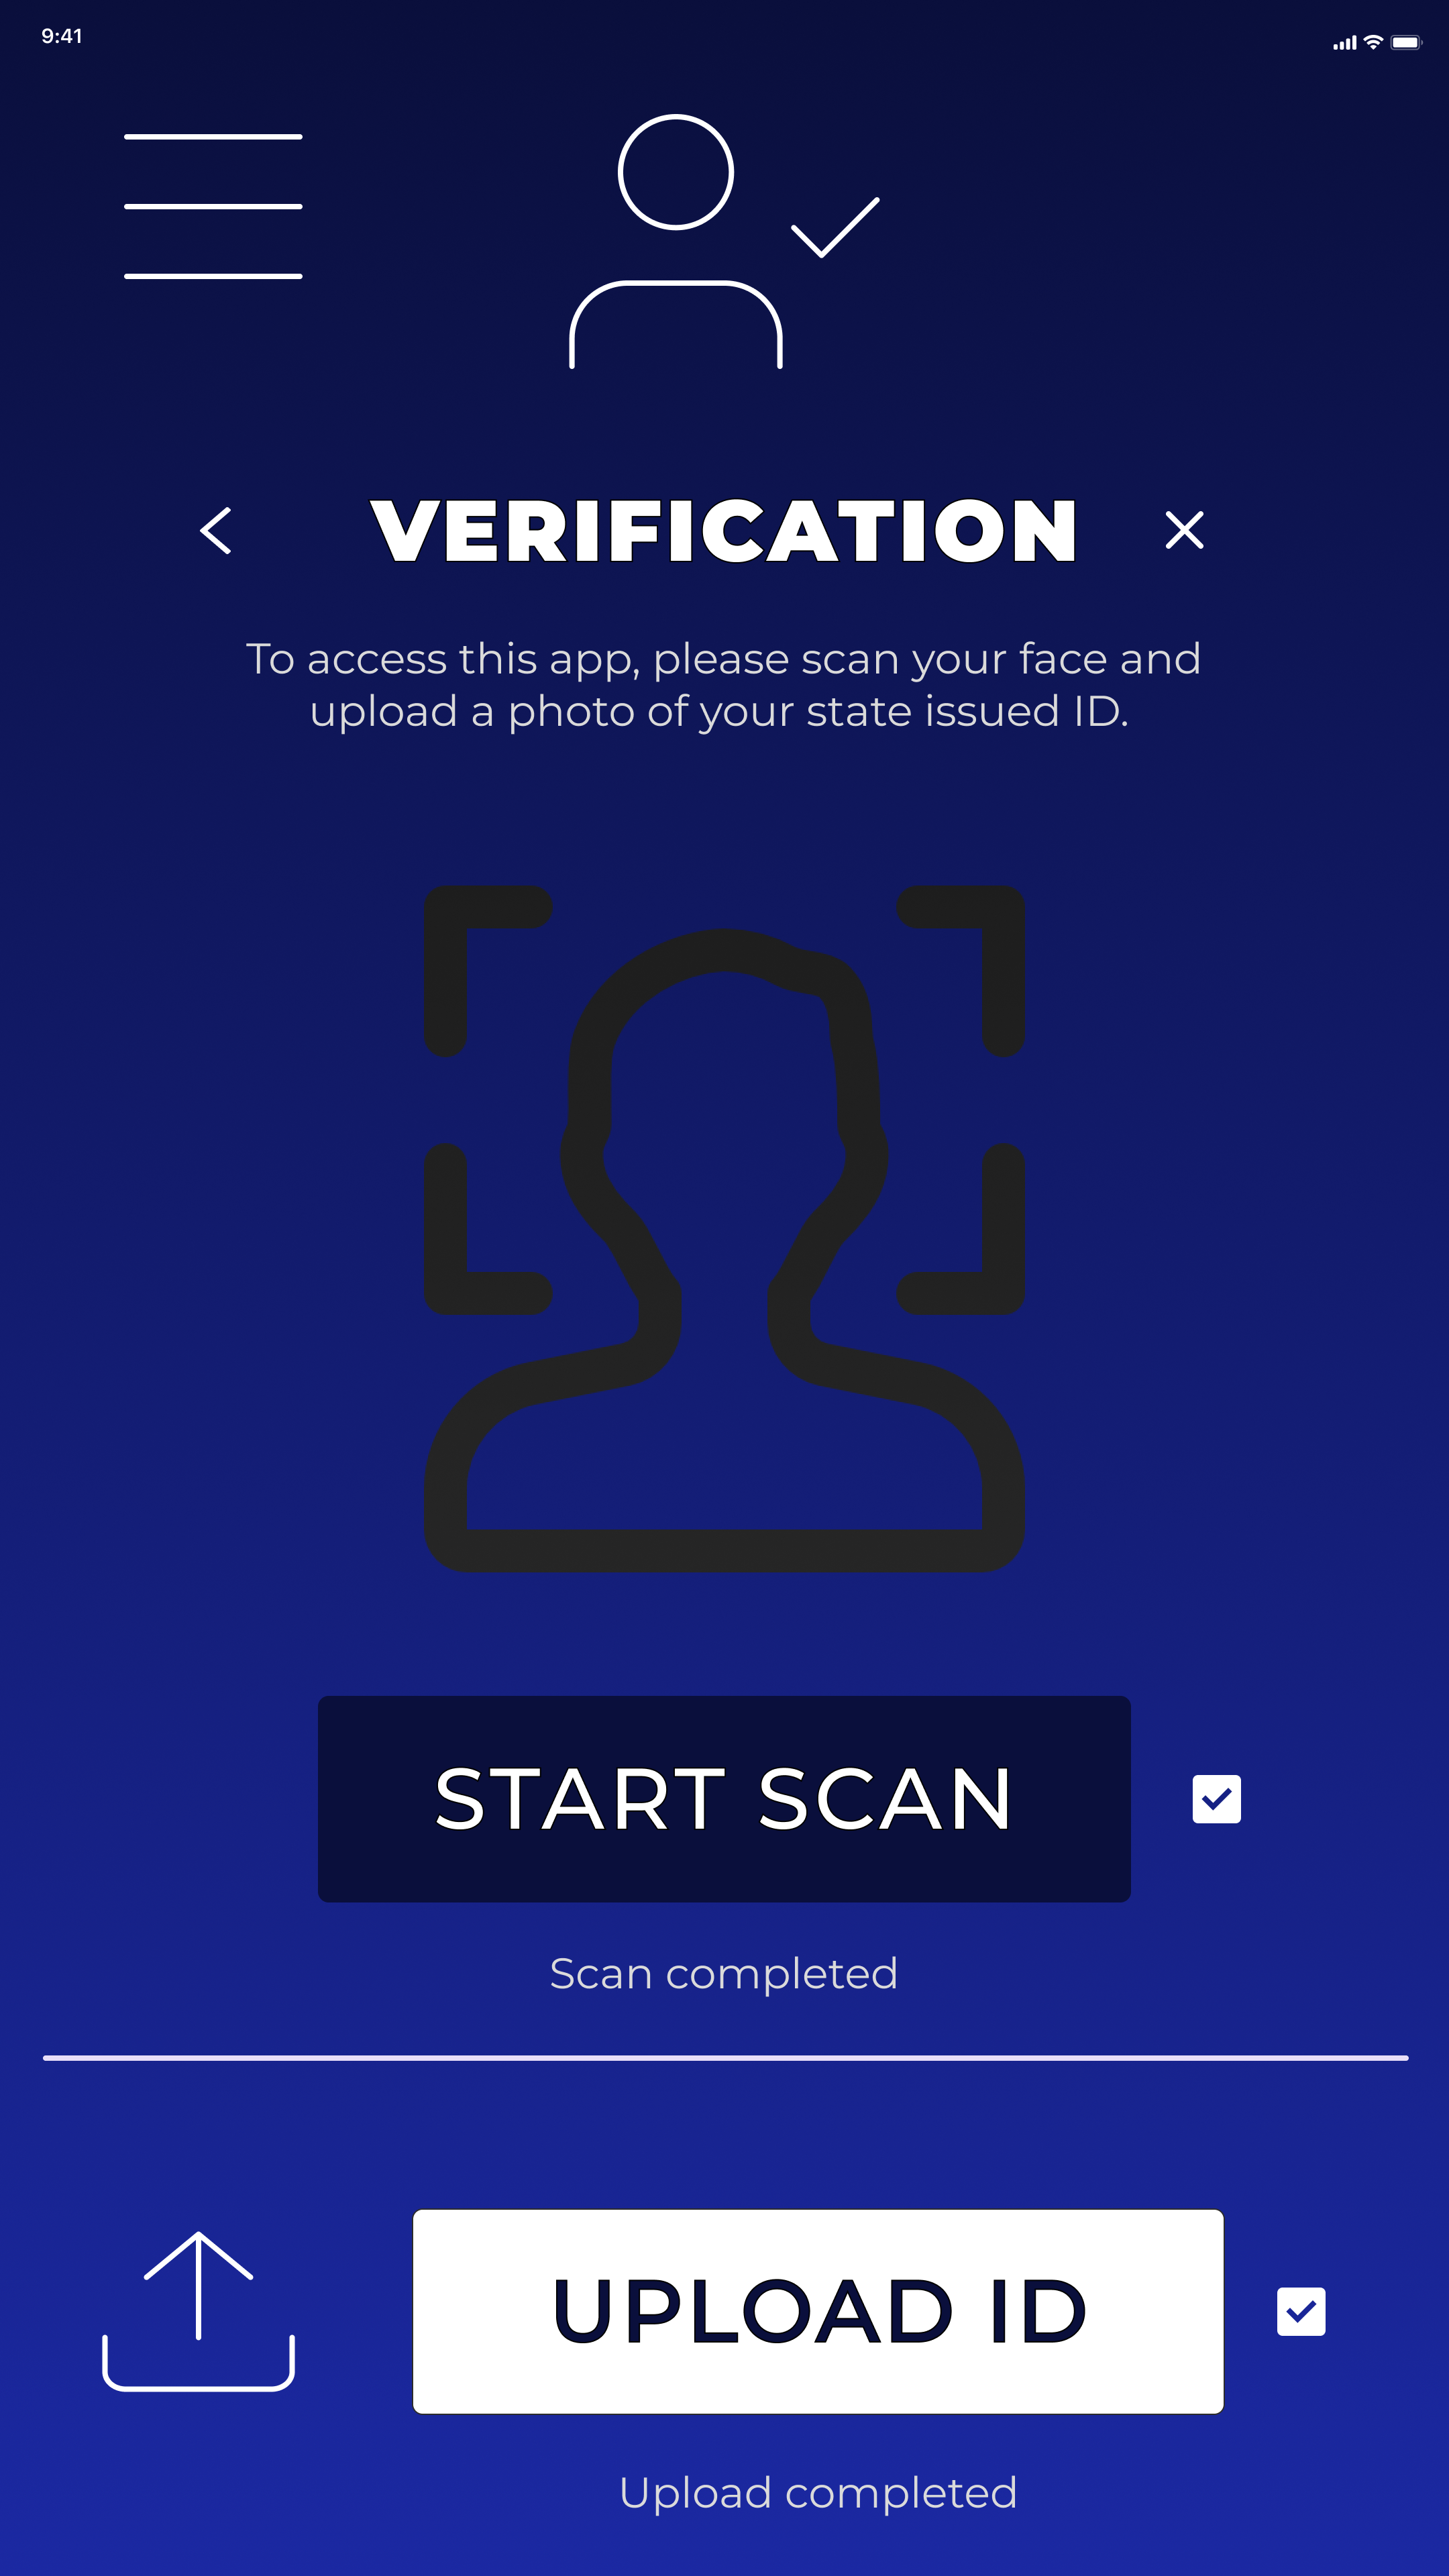 9:41
VERIFICATION
To access this app, please scan your face and
upload a photo of your state issued ID.
START SCAN
Scan completed
UPLOAD ID
Upload completed